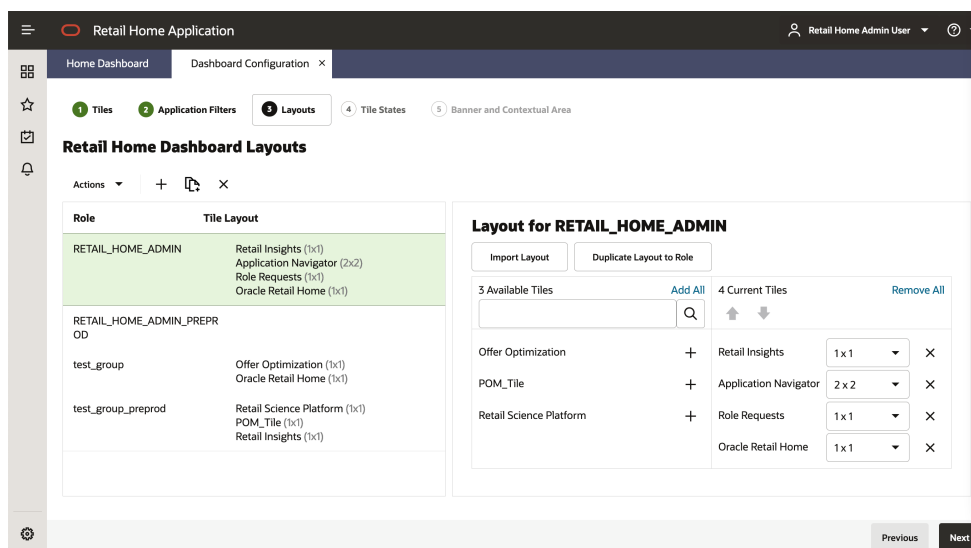 Retail Home Application
Retail Home Admin User
Home Dashboard
Dashboard Configuration ×
1 Tiles
2 Application Filters
3 Layouts
4 Tile States
5 Banner and Contextual Area
Retail Home Dashboard Layouts
Actions
Role Tile Layout
RETAIL_HOME_ADMIN
Retail Insights (1x1)
Application Navigator (2x2)
Role Requests (1x1)
Oracle Retail Home (1x1)
RETAIL_HOME_ADMIN_PREPR
OD
test_group
Offer Optimization (1x1)
Oracle Retail Home (1x1)
test_group_preprod
Retail Science Platform (1x1)
POM_Tile (1x1)
Retail Insights (1x1)
Layout for RETAIL_HOME_ADMIN
Import Layout
Duplicate Layout to Role
3 Available Tiles Add All
Offer Optimization
POM_Tile
Retail Science Platform
4 Current Tiles Remove All
Retail Insights 1 x 1
Application Navigator 2 x 2
Role Requests 1 x 1
Oracle Retail Home 1 x 1
Previous
Next